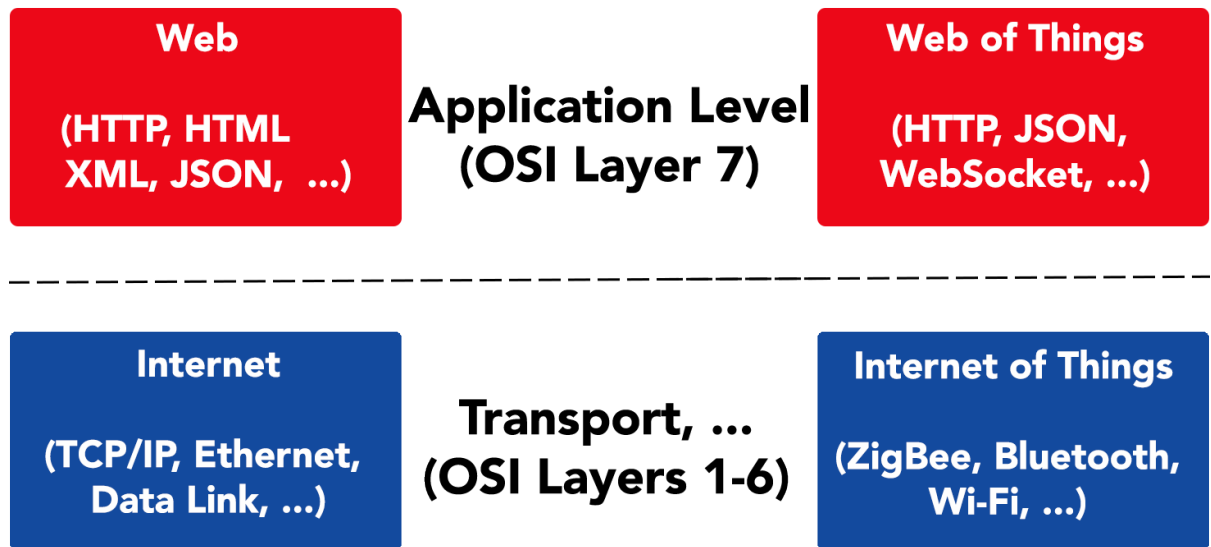 Web
(HTTP, HTML
XML, JSON,  ...)
Application Level
(OSI Layer 7)
Web of Things
(HTTP, JSON,
WebSocket, ...)
Internet
(TCP/IP, Ethernet,
Data Link, ...)
Transport, ...
(OSI Layers 1-6)
Internet of Things
(ZigBee, Bluetooth,
Wi-Fi, ...)